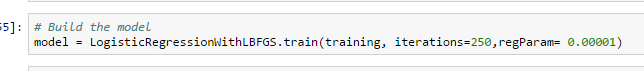 5]:
# Build the model
model = LogisticRegressionWithLBFGS.train(training, iterations=250,regParam= 0.00001)